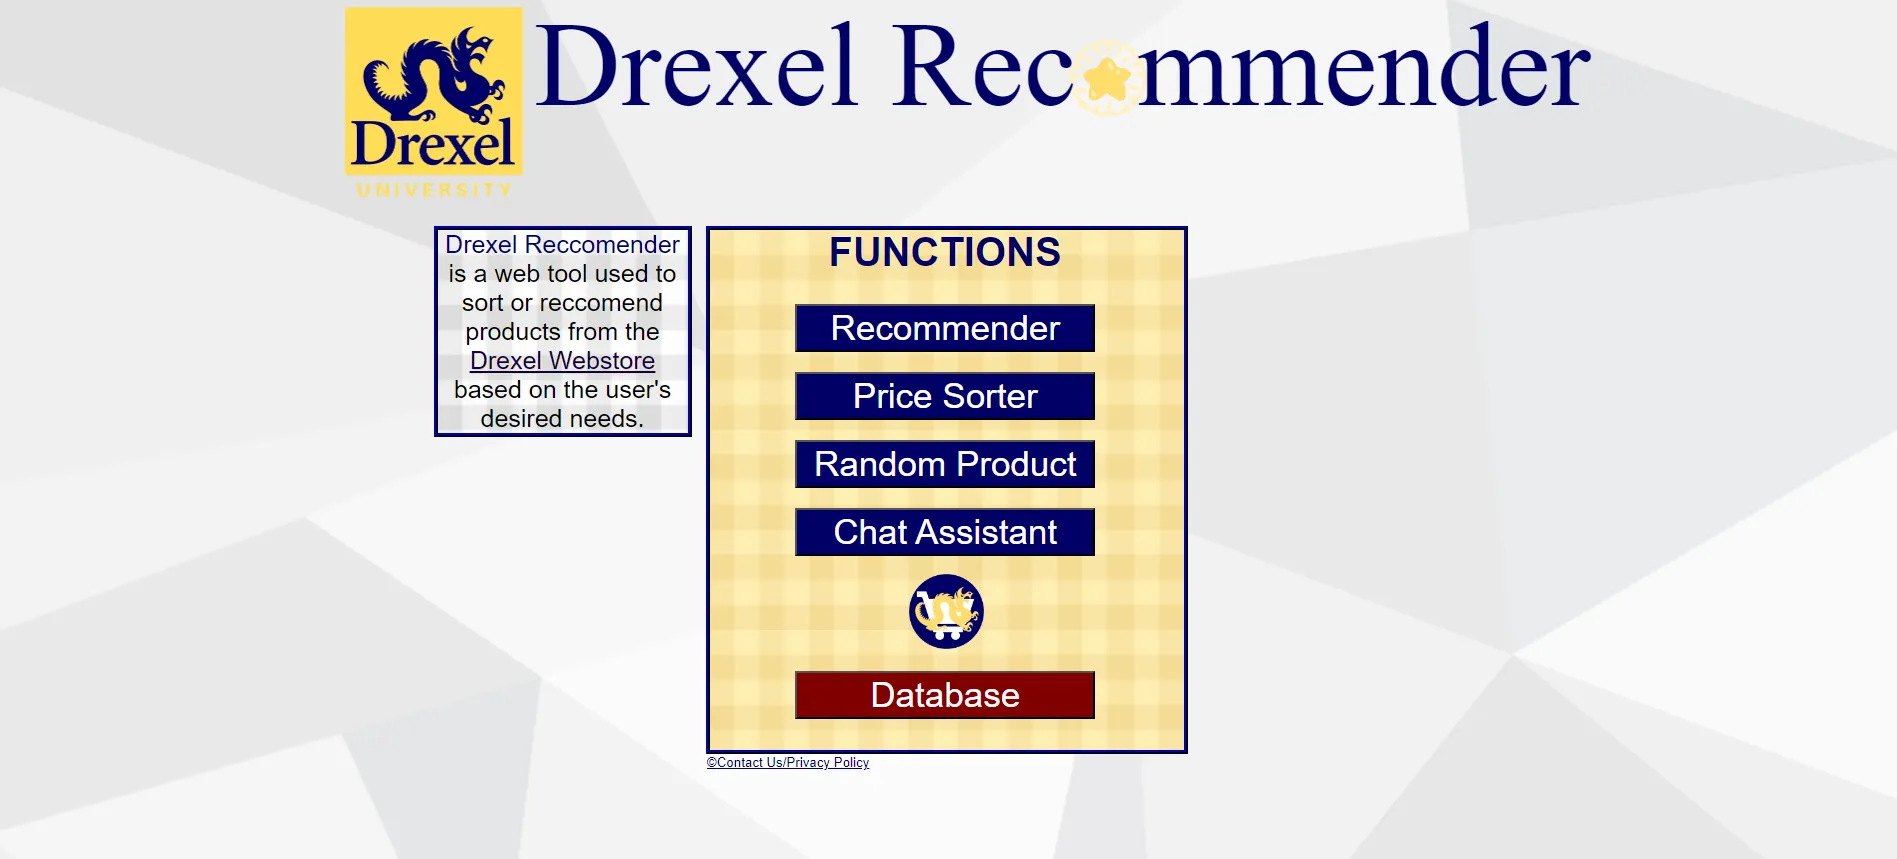 Drexel
UNIVERSITY
Drexel Recommender
Drexel Reccomender
is a web tool used to
sort or reccomend
products from the
Drexel Webstore
based on the user's
desired needs.
FUNCTIONS
Recommender
Price Sorter
Random Product
Chat Assistant
Database
©Contact Us/Privacy Policy